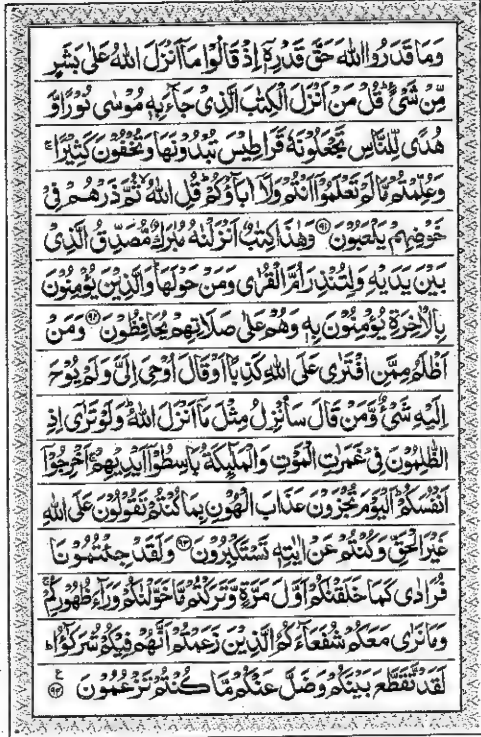 وَمَا قَدَرُوا اللّٰهَ حَقَّ قَدْرِهٖۤ اِذْ قَالُوْا مَاۤ اَنْزَلَ اللّٰهُ عَلٰى بَشَرٍ
مِّنْ شَیْءٍ ؕ قُلْ مَنْ اَنْزَلَ الْكِتٰبَ الَّذِیْ جَآءَ بِهٖ مُوْسٰى نُوْرًا وَّ
هُدًى لِّلنَّاسِ تَجْعَلُوْنَهٗ قَرَاطِیْسَ تُبْدُوْنَهَا وَتُخْفُوْنَ كَثِیْرًا ۚ
وَعُلِّمْتُمْ مَّا لَمْ تَعْلَمُوْۤا اَنْتُمْ وَلَاۤ اٰبَآؤُكُمْ ؕ قُلِ اللّٰهُ ۙ ثُمَّ ذَرْهُمْ فِیْ
خَوْضِهِمْ یَلْعَبُوْنَ ﴿۹۱﴾ وَهٰذَا كِتٰبٌ اَنْزَلْنٰهُ مُبٰرَكٌ مُّصَدِّقُ الَّذِیْ
بَیْنَ یَدَیْهِ وَلِتُنْذِرَ اُمَّ الْقُرٰى وَمَنْ حَوْلَهَا ؕ وَالَّذِیْنَ یُؤْمِنُوْنَ
بِالْاٰخِرَةِ یُؤْمِنُوْنَ بِهٖ وَهُمْ عَلٰى صَلَاتِهِمْ یُحَافِظُوْنَ ﴿۹۲﴾ وَمَنْ
اَظْلَمُ مِمَّنِ افْتَرٰى عَلَى اللّٰهِ كَذِبًا اَوْ قَالَ اُوْحِیَ اِلَیَّ وَلَمْ یُوْحَ
اِلَیْهِ شَیْءٌ وَّمَنْ قَالَ سَاُنْزِلُ مِثْلَ مَاۤ اَنْزَلَ اللّٰهُ ؕ وَلَوْ تَرٰۤى اِذِ
الظّٰلِمُوْنَ فِیْ غَمَرٰتِ الْمَوْتِ وَالْمَلٰٓئِكَةُ بَاسِطُوْۤا اَیْدِیْهِمْ ۚ اَخْرِجُوْۤا
اَنْفُسَكُمْ ؕ اَلْیَوْمَ تُجْزَوْنَ عَذَابَ الْهُوْنِ بِمَا كُنْتُمْ تَقُوْلُوْنَ عَلَى اللّٰهِ
غَیْرَ الْحَقِّ وَكُنْتُمْ عَنْ اٰیٰتِهٖ تَسْتَكْبِرُوْنَ ﴿۹۳﴾ وَلَقَدْ جِئْتُمُوْنَا
فُرَادٰى كَمَا خَلَقْنٰكُمْ اَوَّلَ مَرَّةٍ وَّتَرَكْتُمْ مَّا خَوَّلْنٰكُمْ وَرَآءَ ظُهُوْرِكُمْ ۚ
وَمَا نَرٰى مَعَكُمْ شُفَعَآءَكُمُ الَّذِیْنَ زَعَمْتُمْ اَنَّهُمْ فِیْكُمْ شُرَكٰٓؤُا ؕ
لَقَدْ تَّقَطَّعَ بَیْنَكُمْ وَضَلَّ عَنْكُمْ مَّا كُنْتُمْ تَزْعُمُوْنَ ﴿۹۴﴾ ع